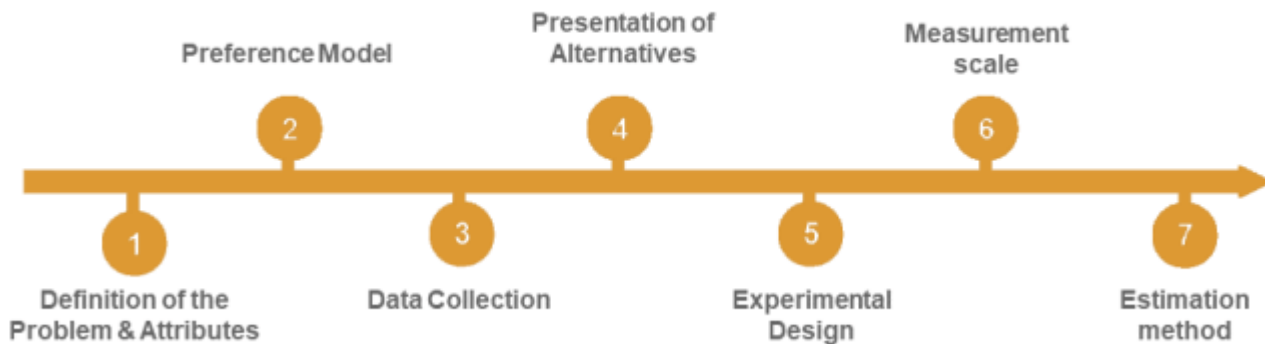 Preference Model
Presentation of
Alternatives
Measurement
scale
2
4
6
1
3
5
7
Definition of the
Problem & Attributes
Data Collection
Experimental
Design
Estimation
method